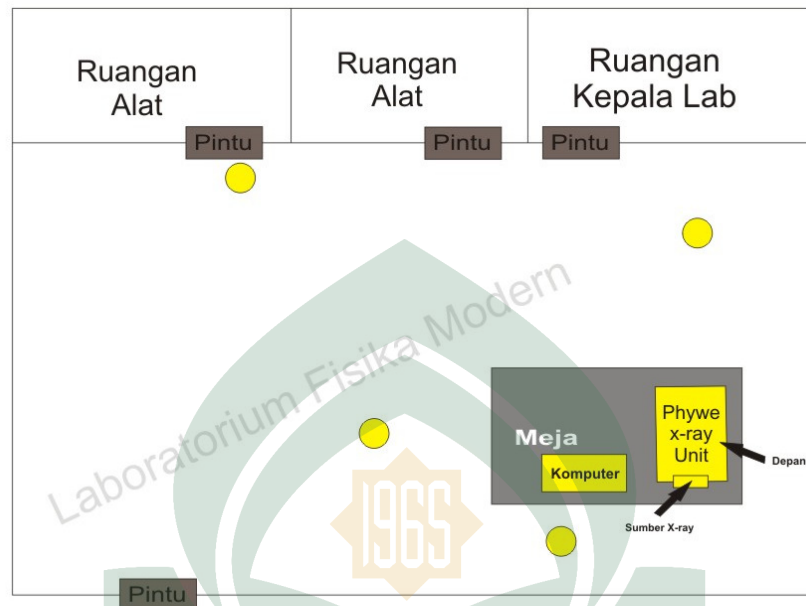 Ruangan
Alat
Ruangan
Alat
Ruangan
Kepala Lab
Pintu
Pintu
Pintu
Laboratorium Fisika Modern
Meja
Komputer
Phywe
x-ray
Unit
Depan
Sumber X-ray
1965
Pintu